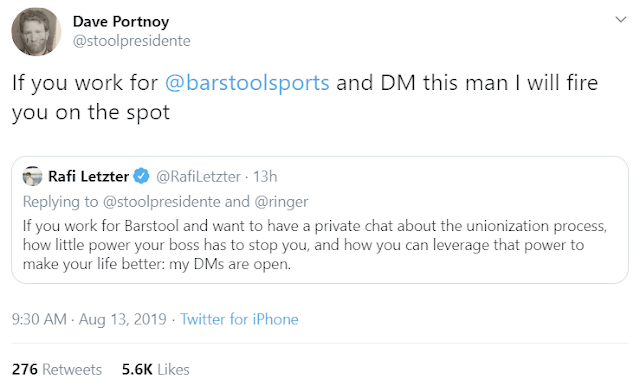 Dave Portnoy
@stoolpresidente
If you work for @barstoolsports and DM this man I will fire
you on the spot
Rafi Letzter @RafiLetzter · 13h
Replying to @stoolpresidente and @ringer
If you work for Barstool and want to have a private chat about the unionization process,
how little power your boss has to stop you, and how you can leverage that power to
make your life better: my DMs are open.
9:30 AM · Aug 13, 2019 · Twitter for iPhone
276 Retweets 5.6K Likes